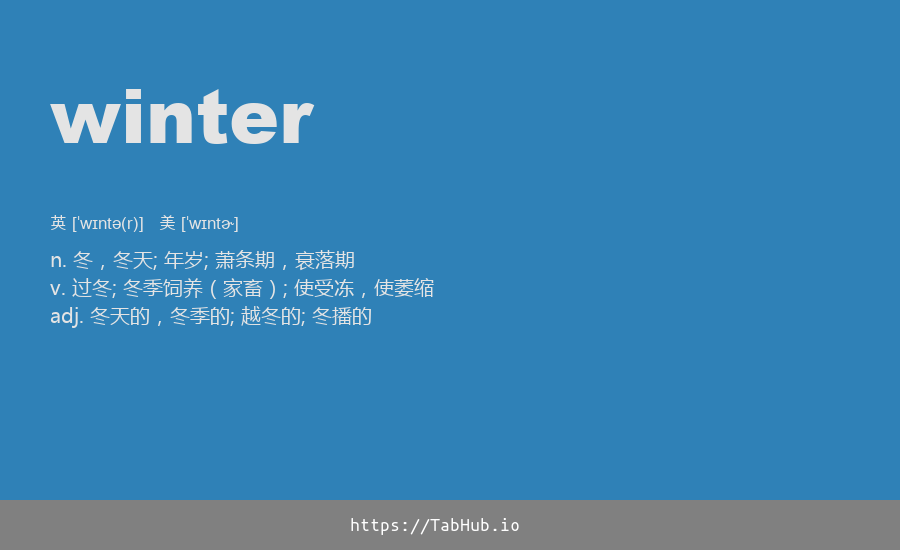 winter
英 ['wɪntə(r)] 美 ['wɪntɚ]
n. 冬，冬天; 年岁; 萧条期，衰落期
v. 过冬; 冬季饲养（家畜）; 使受冻，使萎缩
adj. 冬天的，冬季的; 越冬的; 冬播的
https://TabHub.io